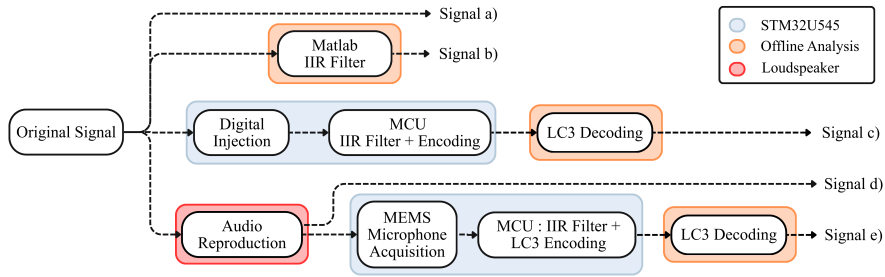 Signal a)
STM32U545
Offline Analysis
Loudspeaker
Matlab
IIR Filter
Signal b)
Original Signal
Digital
Injection
MCU
IIR Filter + Encoding
LC3 Decoding
Signal c)
Signal d)
Audio
Reproduction
MEMS
Microphone
Acquisition
MCU : IIR Filter +
LC3 Encoding
LC3 Decoding
Signal e)